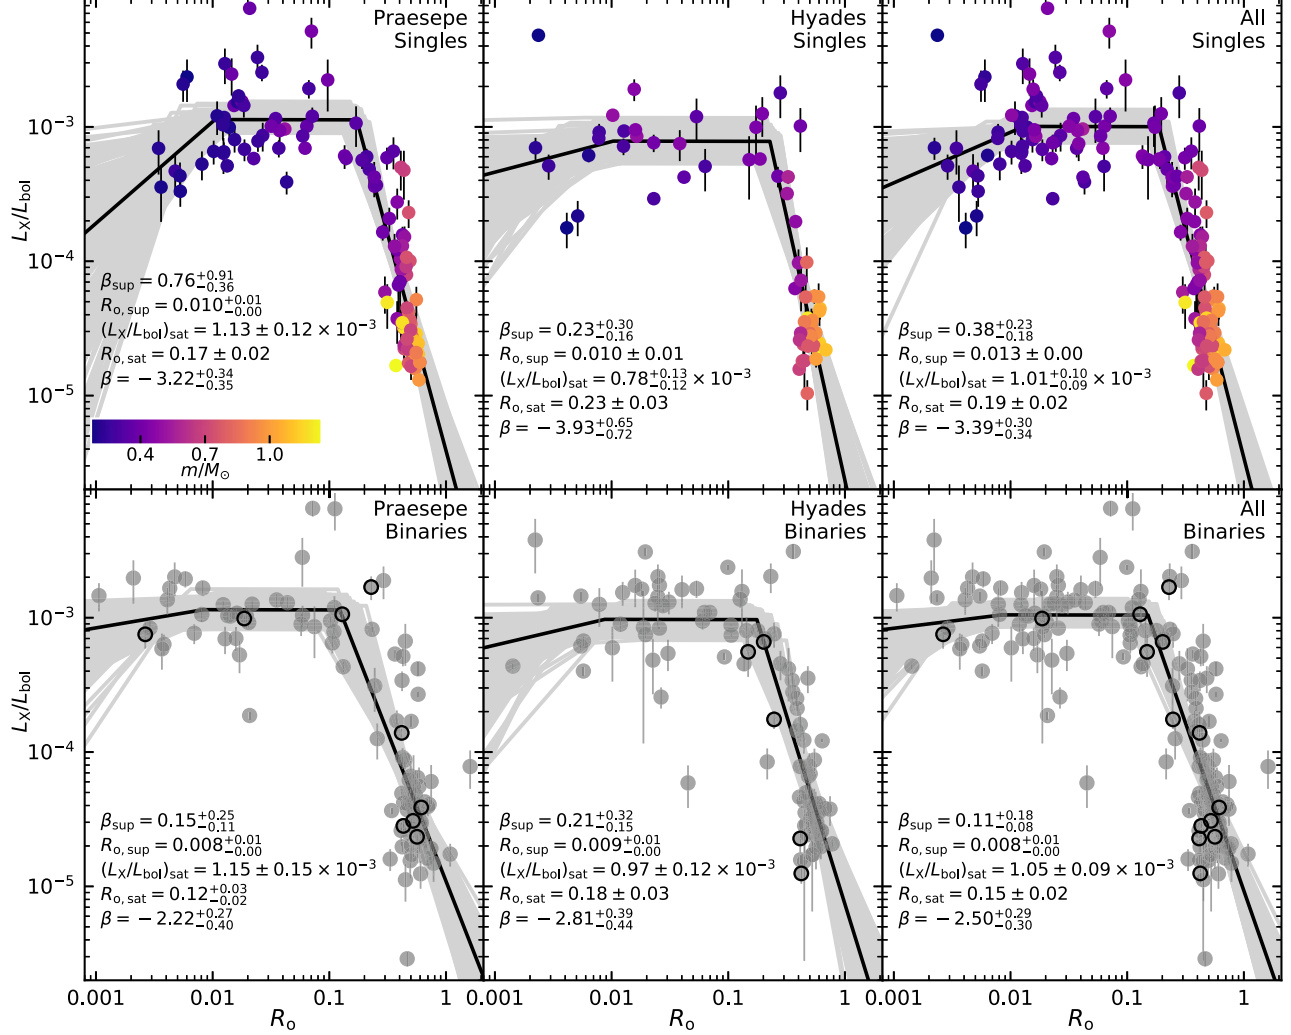 Praesepe
Singles
Hyades
Singles
All
Singles
10⁻³
10⁻⁴
10⁻⁵
L_X/L_bol
β_sup = 0.76 +0.91 −0.36
R_o,sup = 0.010 +0.01 −0.00
(L_X/L_bol)_sat = 1.13 ± 0.12 × 10⁻³
R_o,sat = 0.17 ± 0.02
β = −3.22 +0.34 −0.35
0.4 0.7 1.0
m/M⊙
β_sup = 0.23 +0.30 −0.16
R_o,sup = 0.010 ± 0.01
(L_X/L_bol)_sat = 0.78 +0.13 −0.12 × 10⁻³
R_o,sat = 0.23 ± 0.03
β = −3.93 +0.65 −0.72
β_sup = 0.38 +0.23 −0.18
R_o,sup = 0.013 ± 0.00
(L_X/L_bol)_sat = 1.01 +0.10 −0.09 × 10⁻³
R_o,sat = 0.19 ± 0.02
β = −3.39 +0.30 −0.34
Praesepe
Binaries
Hyades
Binaries
All
Binaries
10⁻³
10⁻⁴
10⁻⁵
L_X/L_bol
β_sup = 0.15 +0.25 −0.11
R_o,sup = 0.008 +0.01 −0.00
(L_X/L_bol)_sat = 1.15 ± 0.15 × 10⁻³
R_o,sat = 0.12 +0.03 −0.02
β = −2.22 +0.27 −0.40
β_sup = 0.21 +0.32 −0.15
R_o,sup = 0.009 +0.01 −0.00
(L_X/L_bol)_sat = 0.97 ± 0.12 × 10⁻³
R_o,sat = 0.18 ± 0.03
β = −2.81 +0.39 −0.44
β_sup = 0.11 +0.18 −0.08
R_o,sup = 0.008 +0.01 −0.00
(L_X/L_bol)_sat = 1.05 ± 0.09 × 10⁻³
R_o,sat = 0.15 ± 0.02
β = −2.50 +0.29 −0.30
0.001 0.01 0.1 0.001 0.01 0.1 0.001 0.01 0.1 1
R_o R_o R_o